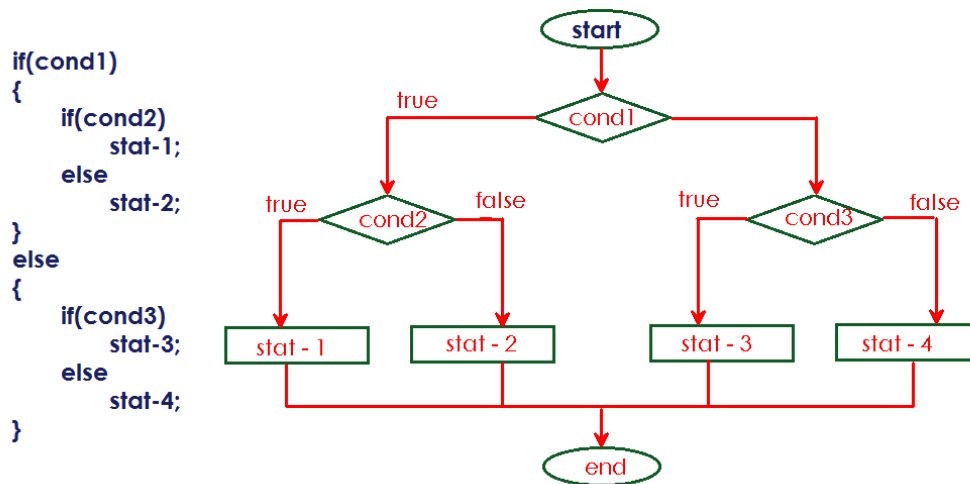 if(cond1)
{
if(cond2)
stat-1;
else
stat-2;
}
else
{
if(cond3)
stat-3;
else
stat-4;
}
start
true
cond1
true
cond2
false
true
cond3
false
stat - 1
stat - 2
stat - 3
stat - 4
end